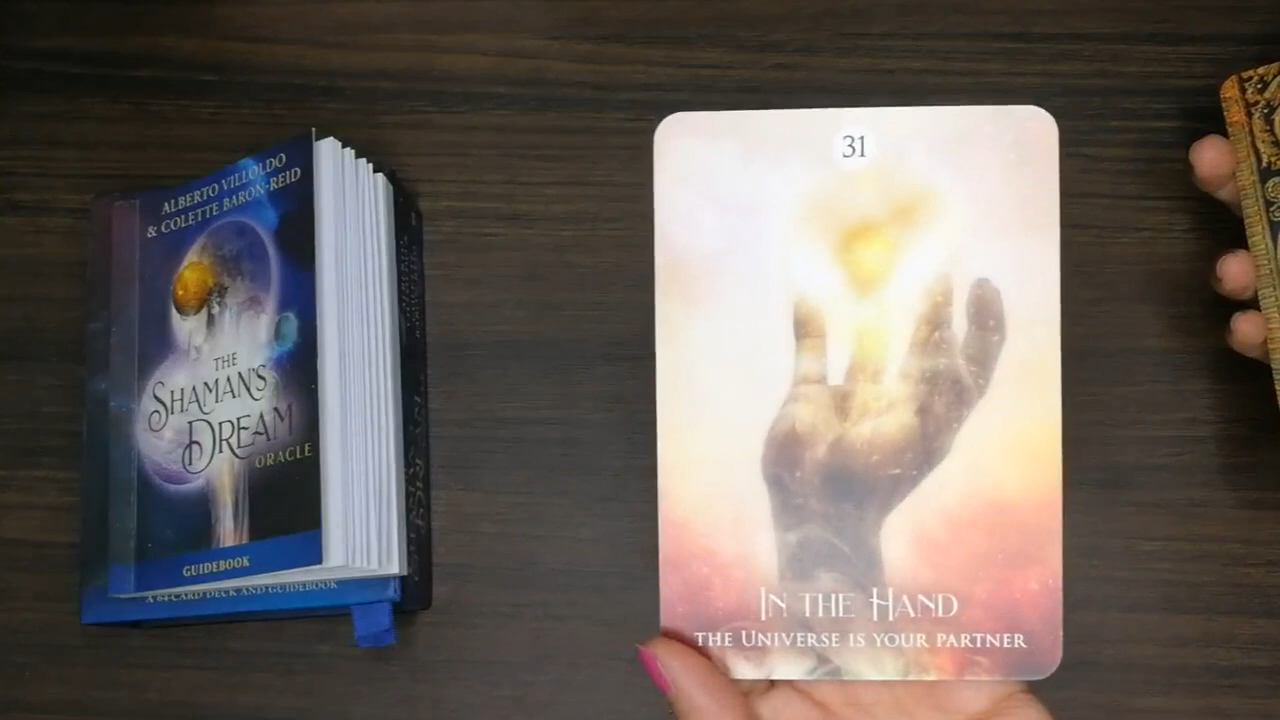 ALBERTO VILLOLDO
& COLETTE BARON-REID
THE
SHAMAN'S
DREAM
ORACLE
GUIDEBOOK
A 64-CARD DECK AND GUIDEBOOK
31
IN THE HAND
THE UNIVERSE IS YOUR PARTNER